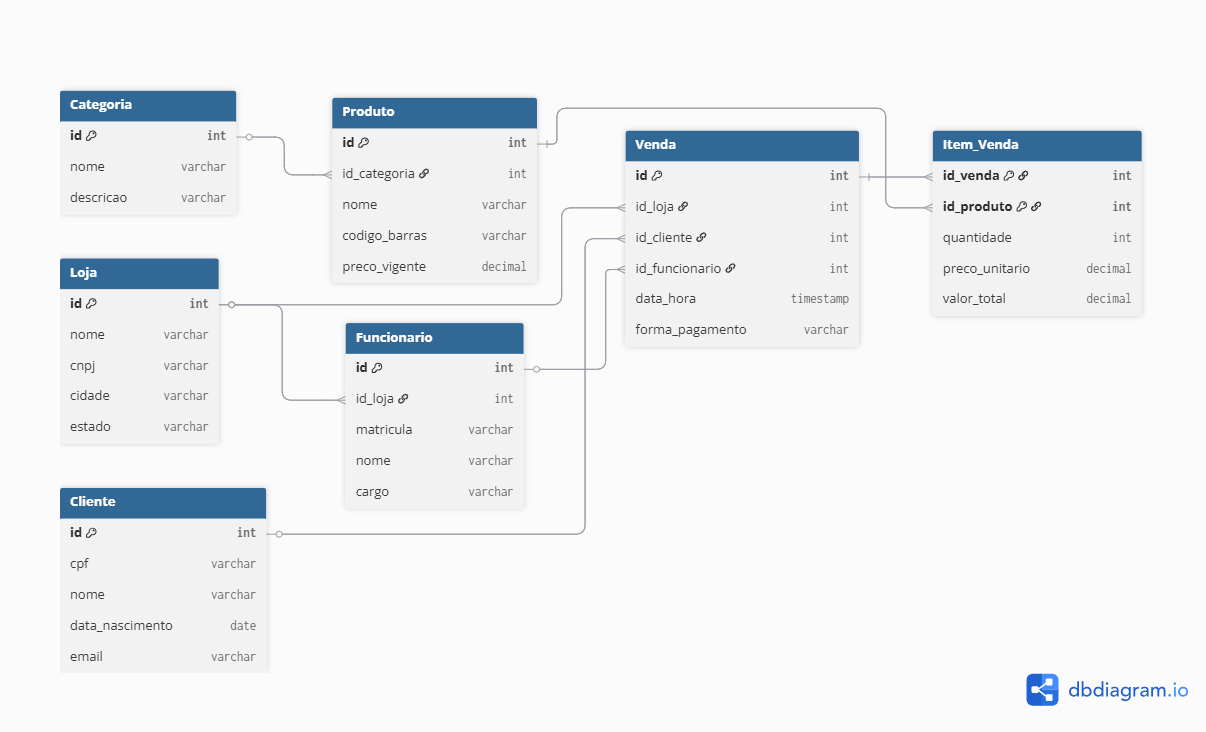 Categoria
id int
nome varchar
descricao varchar
Produto
id int
id_categoria int
nome varchar
codigo_barras varchar
preco_vigente decimal
Venda
id int
id_loja int
id_cliente int
id_funcionario int
data_hora timestamp
forma_pagamento varchar
Item_Venda
id_venda int
id_produto int
quantidade int
preco_unitario decimal
valor_total decimal
Loja
id int
nome varchar
cnpj varchar
cidade varchar
estado varchar
Funcionario
id int
id_loja int
matricula varchar
nome varchar
cargo varchar
Cliente
id int
cpf varchar
nome varchar
data_nascimento date
email varchar
dbdiagram.io